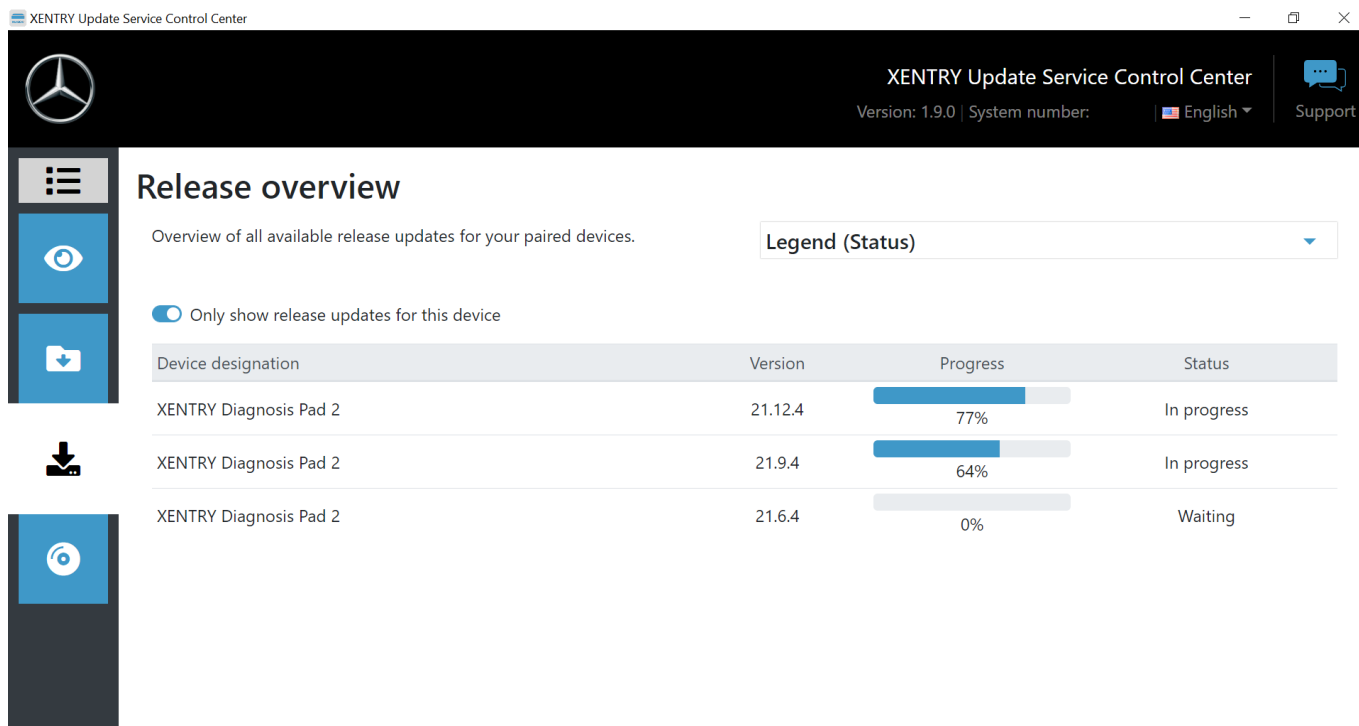 XENTRY Update Service Control Center
XENTRY Update Service Control Center
Version: 1.9.0 | System number: | English
Support
Release overview
Overview of all available release updates for your paired devices.
Legend (Status)
Only show release updates for this device
Device designation Version Progress Status
XENTRY Diagnosis Pad 2 21.12.4 77% In progress
XENTRY Diagnosis Pad 2 21.9.4 64% In progress
XENTRY Diagnosis Pad 2 21.6.4 0% Waiting